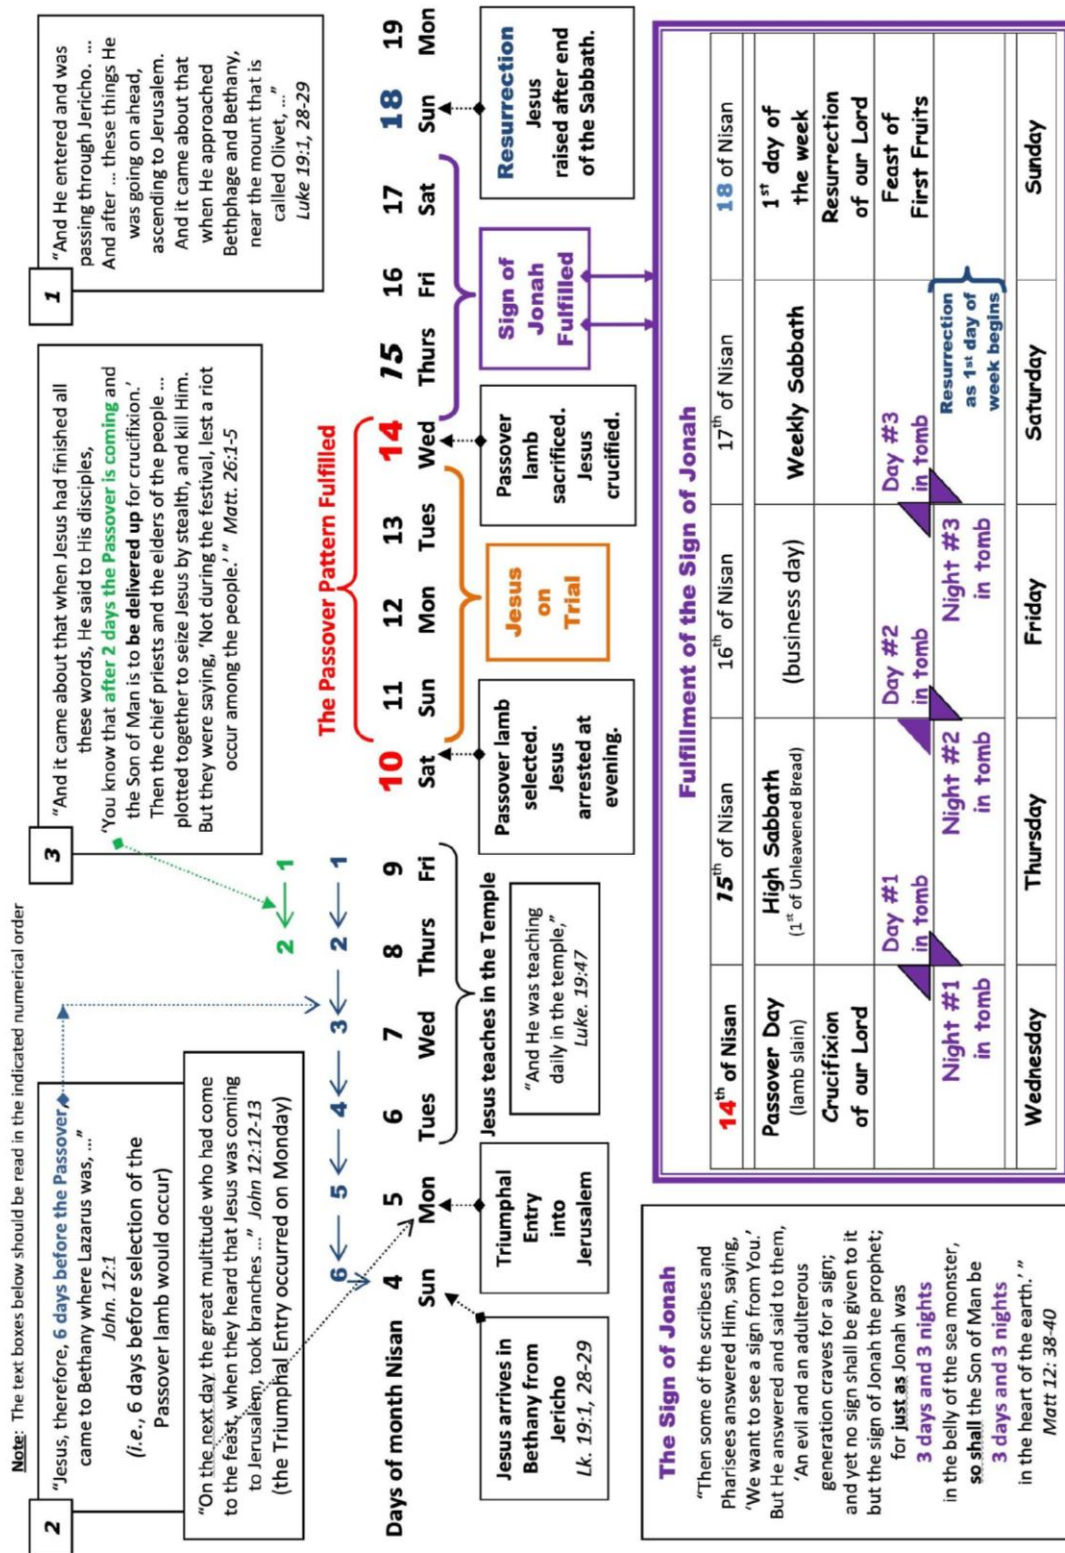 Note: The text boxes below should be read in the indicated numerical order
2
"Jesus, therefore, 6 days before the Passover,
came to Bethany where Lazarus was, ..."
John. 12:1
(i.e., 6 days before selection of the
Passover lamb would occur)
"On the next day the great multitude who had come
to the feast, when they heard that Jesus was coming
to Jerusalem, took branches ..." John 12:12-13
(the Triumphal Entry occurred on Monday)
3
"And it came about that when Jesus had finished all
these words, He said to His disciples,
'You know that after 2 days the Passover is coming and
the Son of Man is to be delivered up for crucifixion.'
Then the chief priests and the elders of the people ...
plotted together to seize Jesus by stealth, and kill Him.
But they were saying, 'Not during the festival, lest a riot
occur among the people.' " Matt. 26:1-5
1
"And He entered and was
passing through Jericho. ...
And after ... these things He
was going on ahead,
ascending to Jerusalem.
And it came about that
when He approached
Bethphage and Bethany,
near the mount that is
called Olivet, ..."
Luke 19:1, 28-29
2 1
6 5 4 3 2 1
The Passover Pattern Fulfilled
Days of month Nisan
4 5 6 7 8 9 10 11 12 13 14 15 16 17 18 19
Sun Mon Tues Wed Thurs Fri Sat Sun Mon Tues Wed Thurs Fri Sat Sun Mon
Jesus arrives in
Bethany from
Jericho
Lk. 19:1, 28-29
Triumphal
Entry
into
Jerusalem
Jesus teaches in the Temple
"And He was teaching
daily in the temple,"
Luke. 19:47
Passover lamb
selected.
Jesus
arrested at
evening.
Jesus
on
Trial
Passover
lamb
sacrificed.
Jesus
crucified.
Sign of
Jonah
Fulfilled
Resurrection
Jesus
raised after end
of the Sabbath.
The Sign of Jonah
"Then some of the scribes and
Pharisees answered Him, saying,
'We want to see a sign from You.'
But He answered and said to them,
'An evil and an adulterous
generation craves for a sign;
and yet no sign shall be given to it
but the sign of Jonah the prophet;
for just as Jonah was
3 days and 3 nights
in the belly of the sea monster,
so shall the Son of Man be
3 days and 3 nights
in the heart of the earth.' "
Matt 12: 38-40
Fulfillment of the Sign of Jonah
14th of Nisan 15th of Nisan 16th of Nisan 17th of Nisan 18 of Nisan
Passover Day
(lamb slain)
High Sabbath
(1st of Unleavened Bread)
(business day)
Weekly Sabbath
1st day of
the week
Crucifixion
of our Lord
Resurrection
of our Lord
Day #1
in tomb
Day #2
in tomb
Day #3
in tomb
Feast of
First Fruits
Night #1
in tomb
Night #2
in tomb
Night #3
in tomb
Resurrection
as 1st day of
week begins
Wednesday Thursday Friday Saturday Sunday